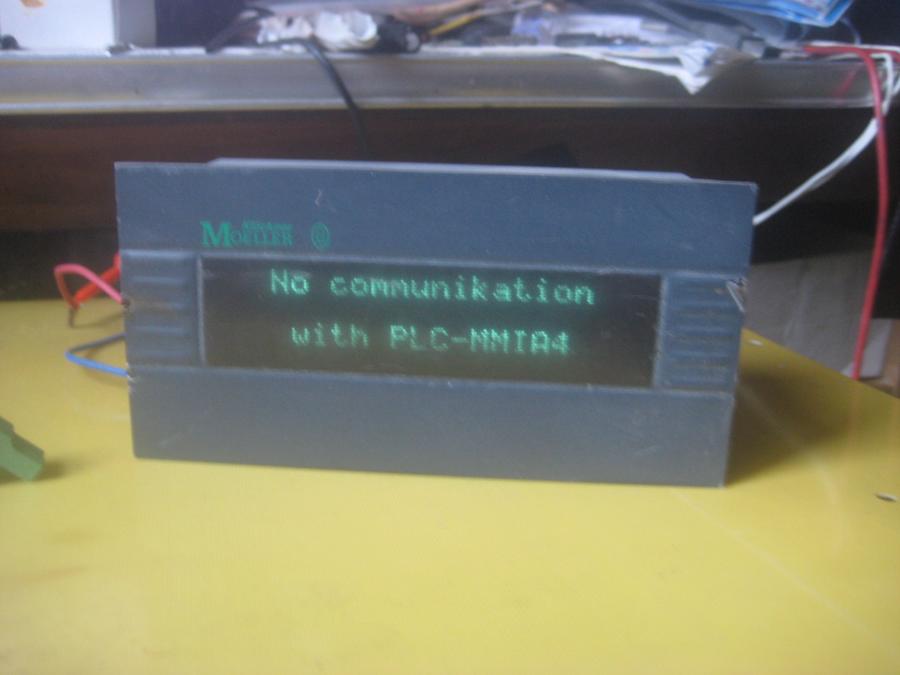 MOELLER
No communikation
with PLC-MMIA4